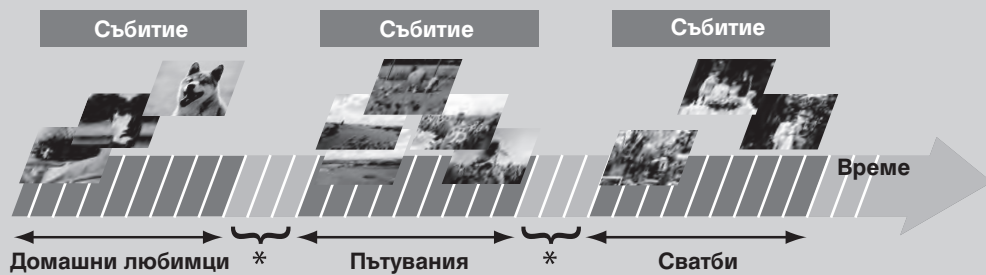 Събитие Събитие Събитие
Време
Домашни любимци * Пътувания * Сватби